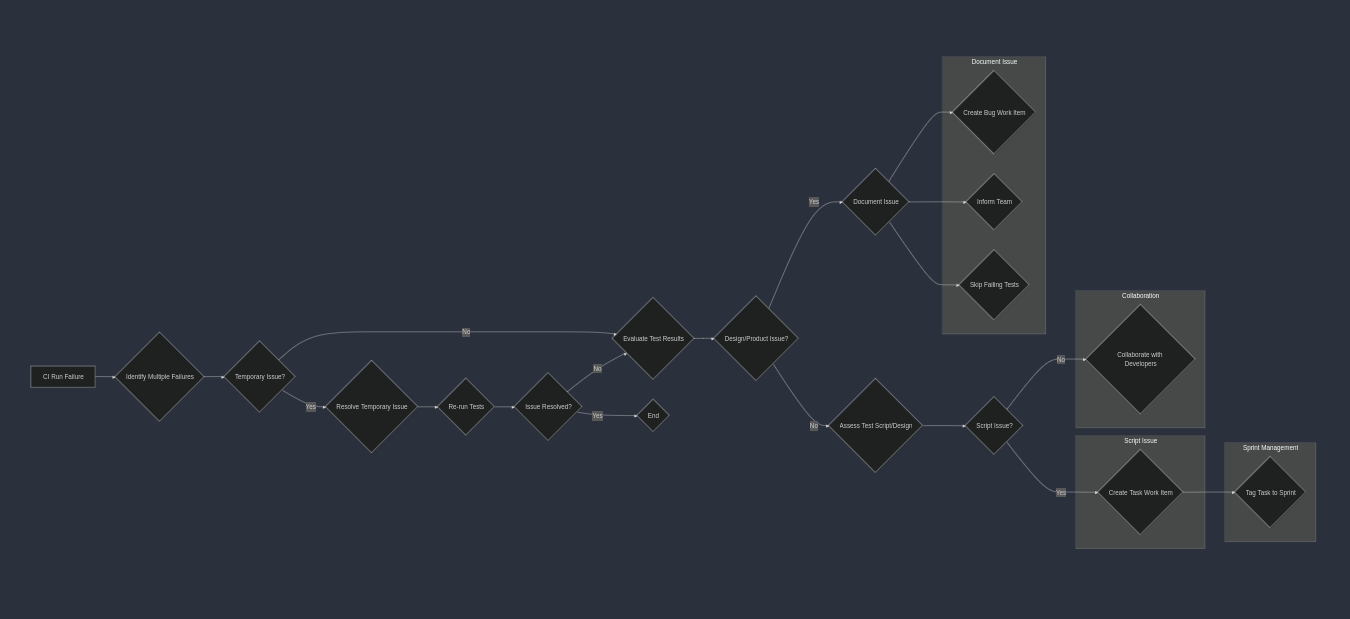 CI Run Failure
Identify Multiple Failures
Temporary Issue?
No
Yes
Resolve Temporary Issue
Re-run Tests
Issue Resolved?
No
Yes
End
Evaluate Test Results
Design/Product Issue?
Yes
No
Document Issue
Document Issue
Create Bug Work Item
Inform Team
Skip Failing Tests
Assess Test Script/Design
Script Issue?
No
Yes
Collaboration
Collaborate with
Developers
Script Issue
Create Task Work Item
Sprint Management
Tag Task to Sprint